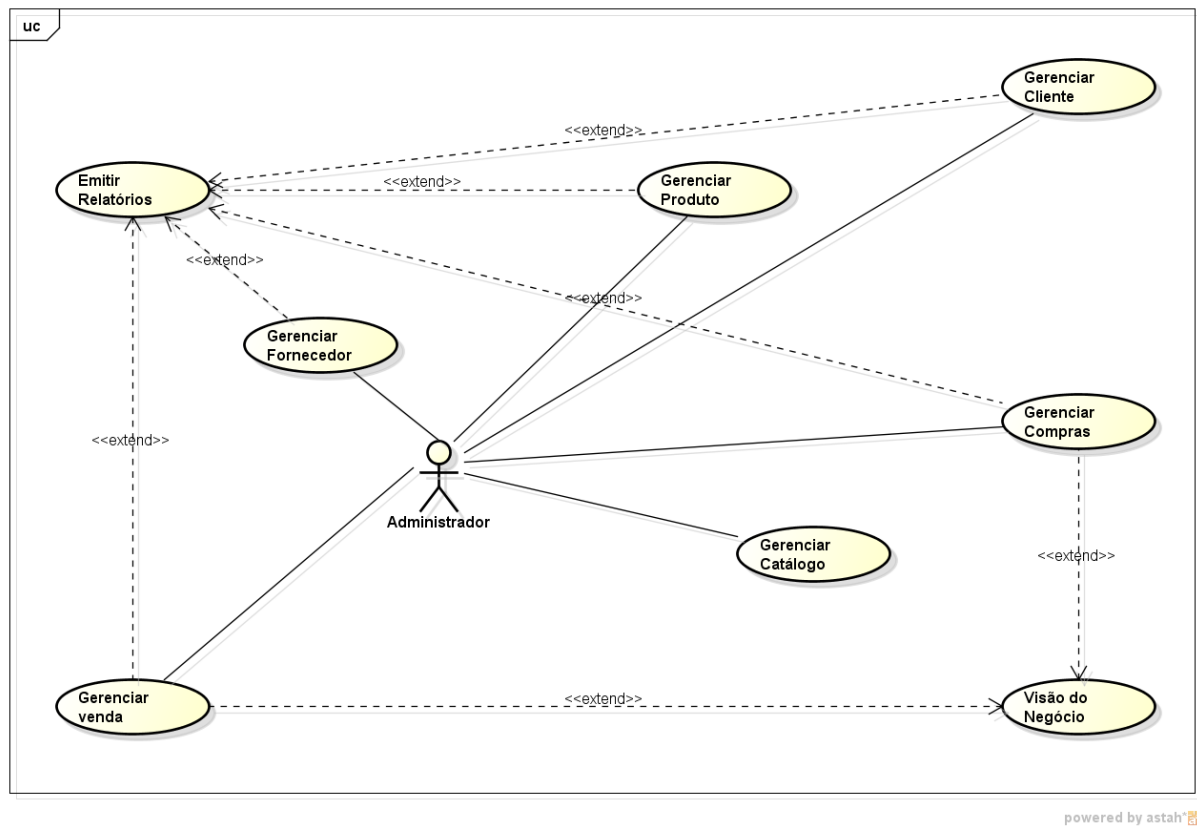 uc
Gerenciar
Cliente
<<extend>>
Emitir
Relatórios
<<extend>>
Gerenciar
Produto
<<extend>>
<<extend>>
Gerenciar
Fornecedor
Gerenciar
Compras
<<extend>>
Administrador
Gerenciar
Catálogo
<<extend>>
Gerenciar
venda
<<extend>>
Visão do
Negócio
powered by astah*